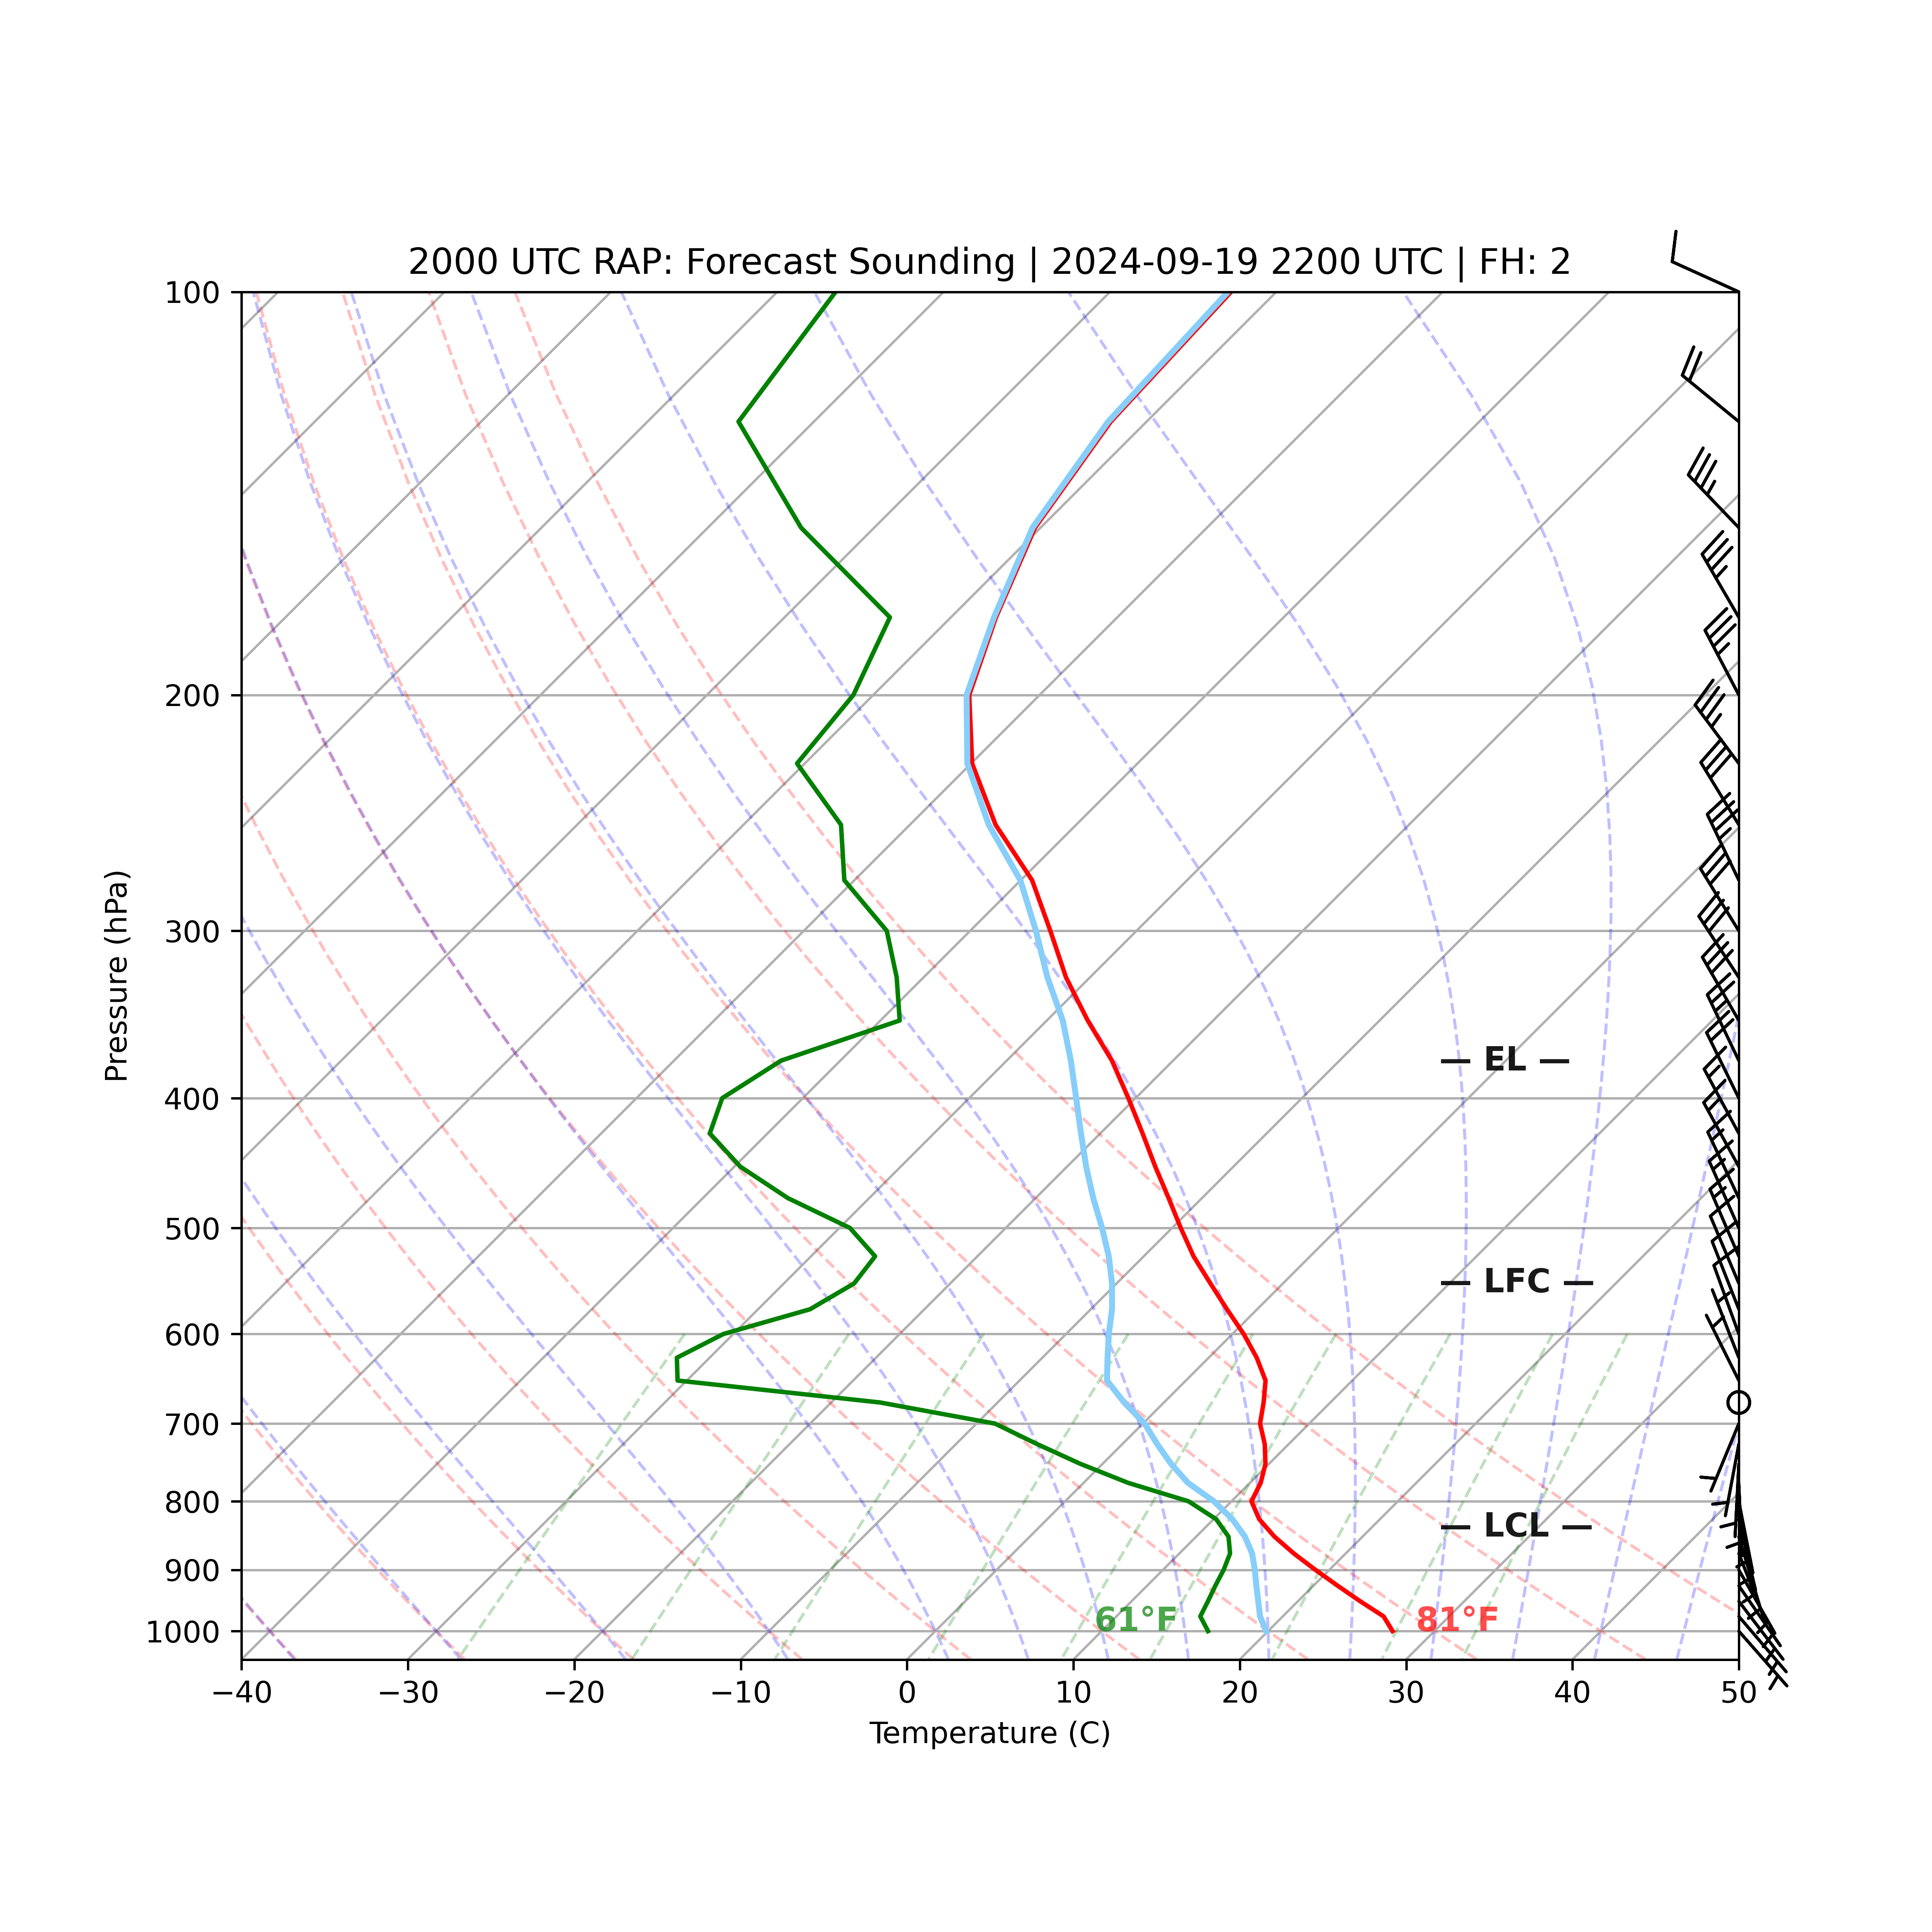 2000 UTC RAP: Forecast Sounding | 2024-09-19 2200 UTC | FH: 2
100
200
300
Pressure (hPa)
— EL —
400
500
— LFC —
600
700
800
— LCL —
900
61°F
81°F
1000
−40 −30 −20 −10 0 10 20 30 40 50
Temperature (C)